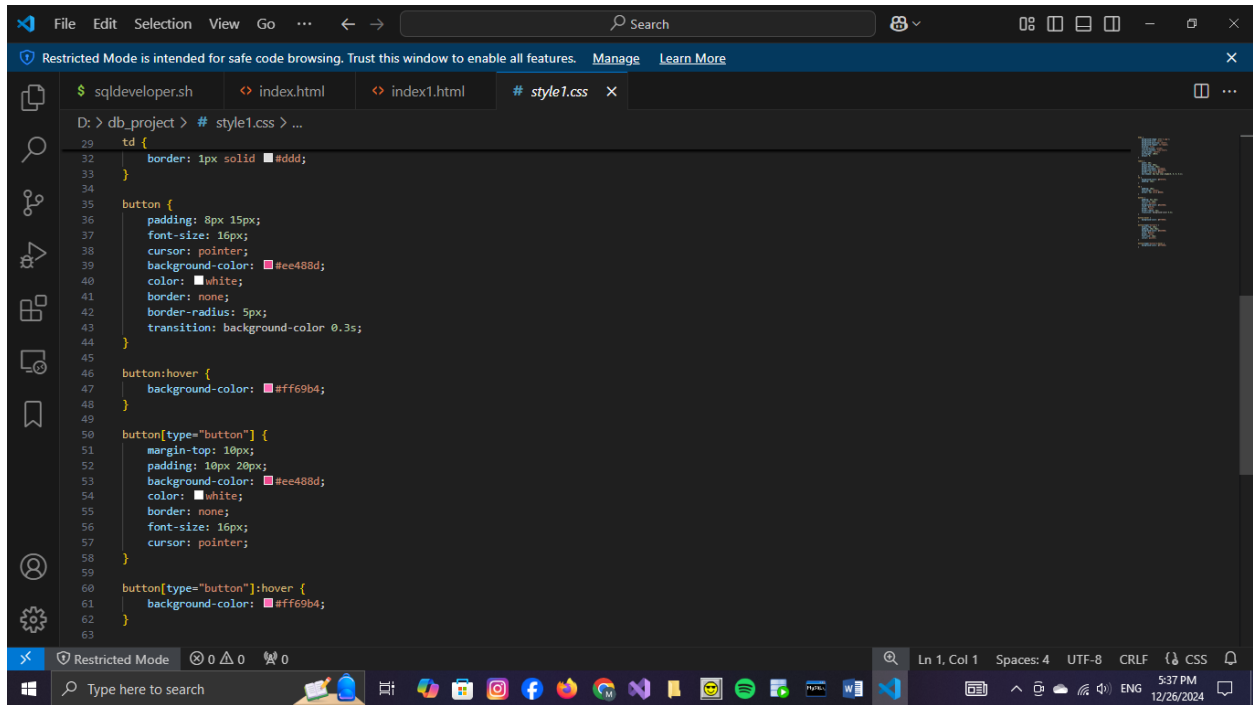 File Edit Selection View Go ··· Search
Restricted Mode is intended for safe code browsing. Trust this window to enable all features. Manage Learn More
$ sqldeveloper.sh <> index.html <> index1.html # style1.css
D: > db_project > # style1.css > ...
29 td {
32 border: 1px solid #ddd;
33 }
34
35 button {
36 padding: 8px 15px;
37 font-size: 16px;
38 cursor: pointer;
39 background-color: #ee488d;
40 color: white;
41 border: none;
42 border-radius: 5px;
43 transition: background-color 0.3s;
44 }
45
46 button:hover {
47 background-color: #ff69b4;
48 }
49
50 button[type="button"] {
51 margin-top: 10px;
52 padding: 10px 20px;
53 background-color: #ee488d;
54 color: white;
55 border: none;
56 font-size: 16px;
57 cursor: pointer;
58 }
59
60 button[type="button"]:hover {
61 background-color: #ff69b4;
62 }
63
Restricted Mode 0 0 0 Ln 1, Col 1 Spaces: 4 UTF-8 CRLF CSS
Type here to search ENG 5:37 PM
12/26/2024